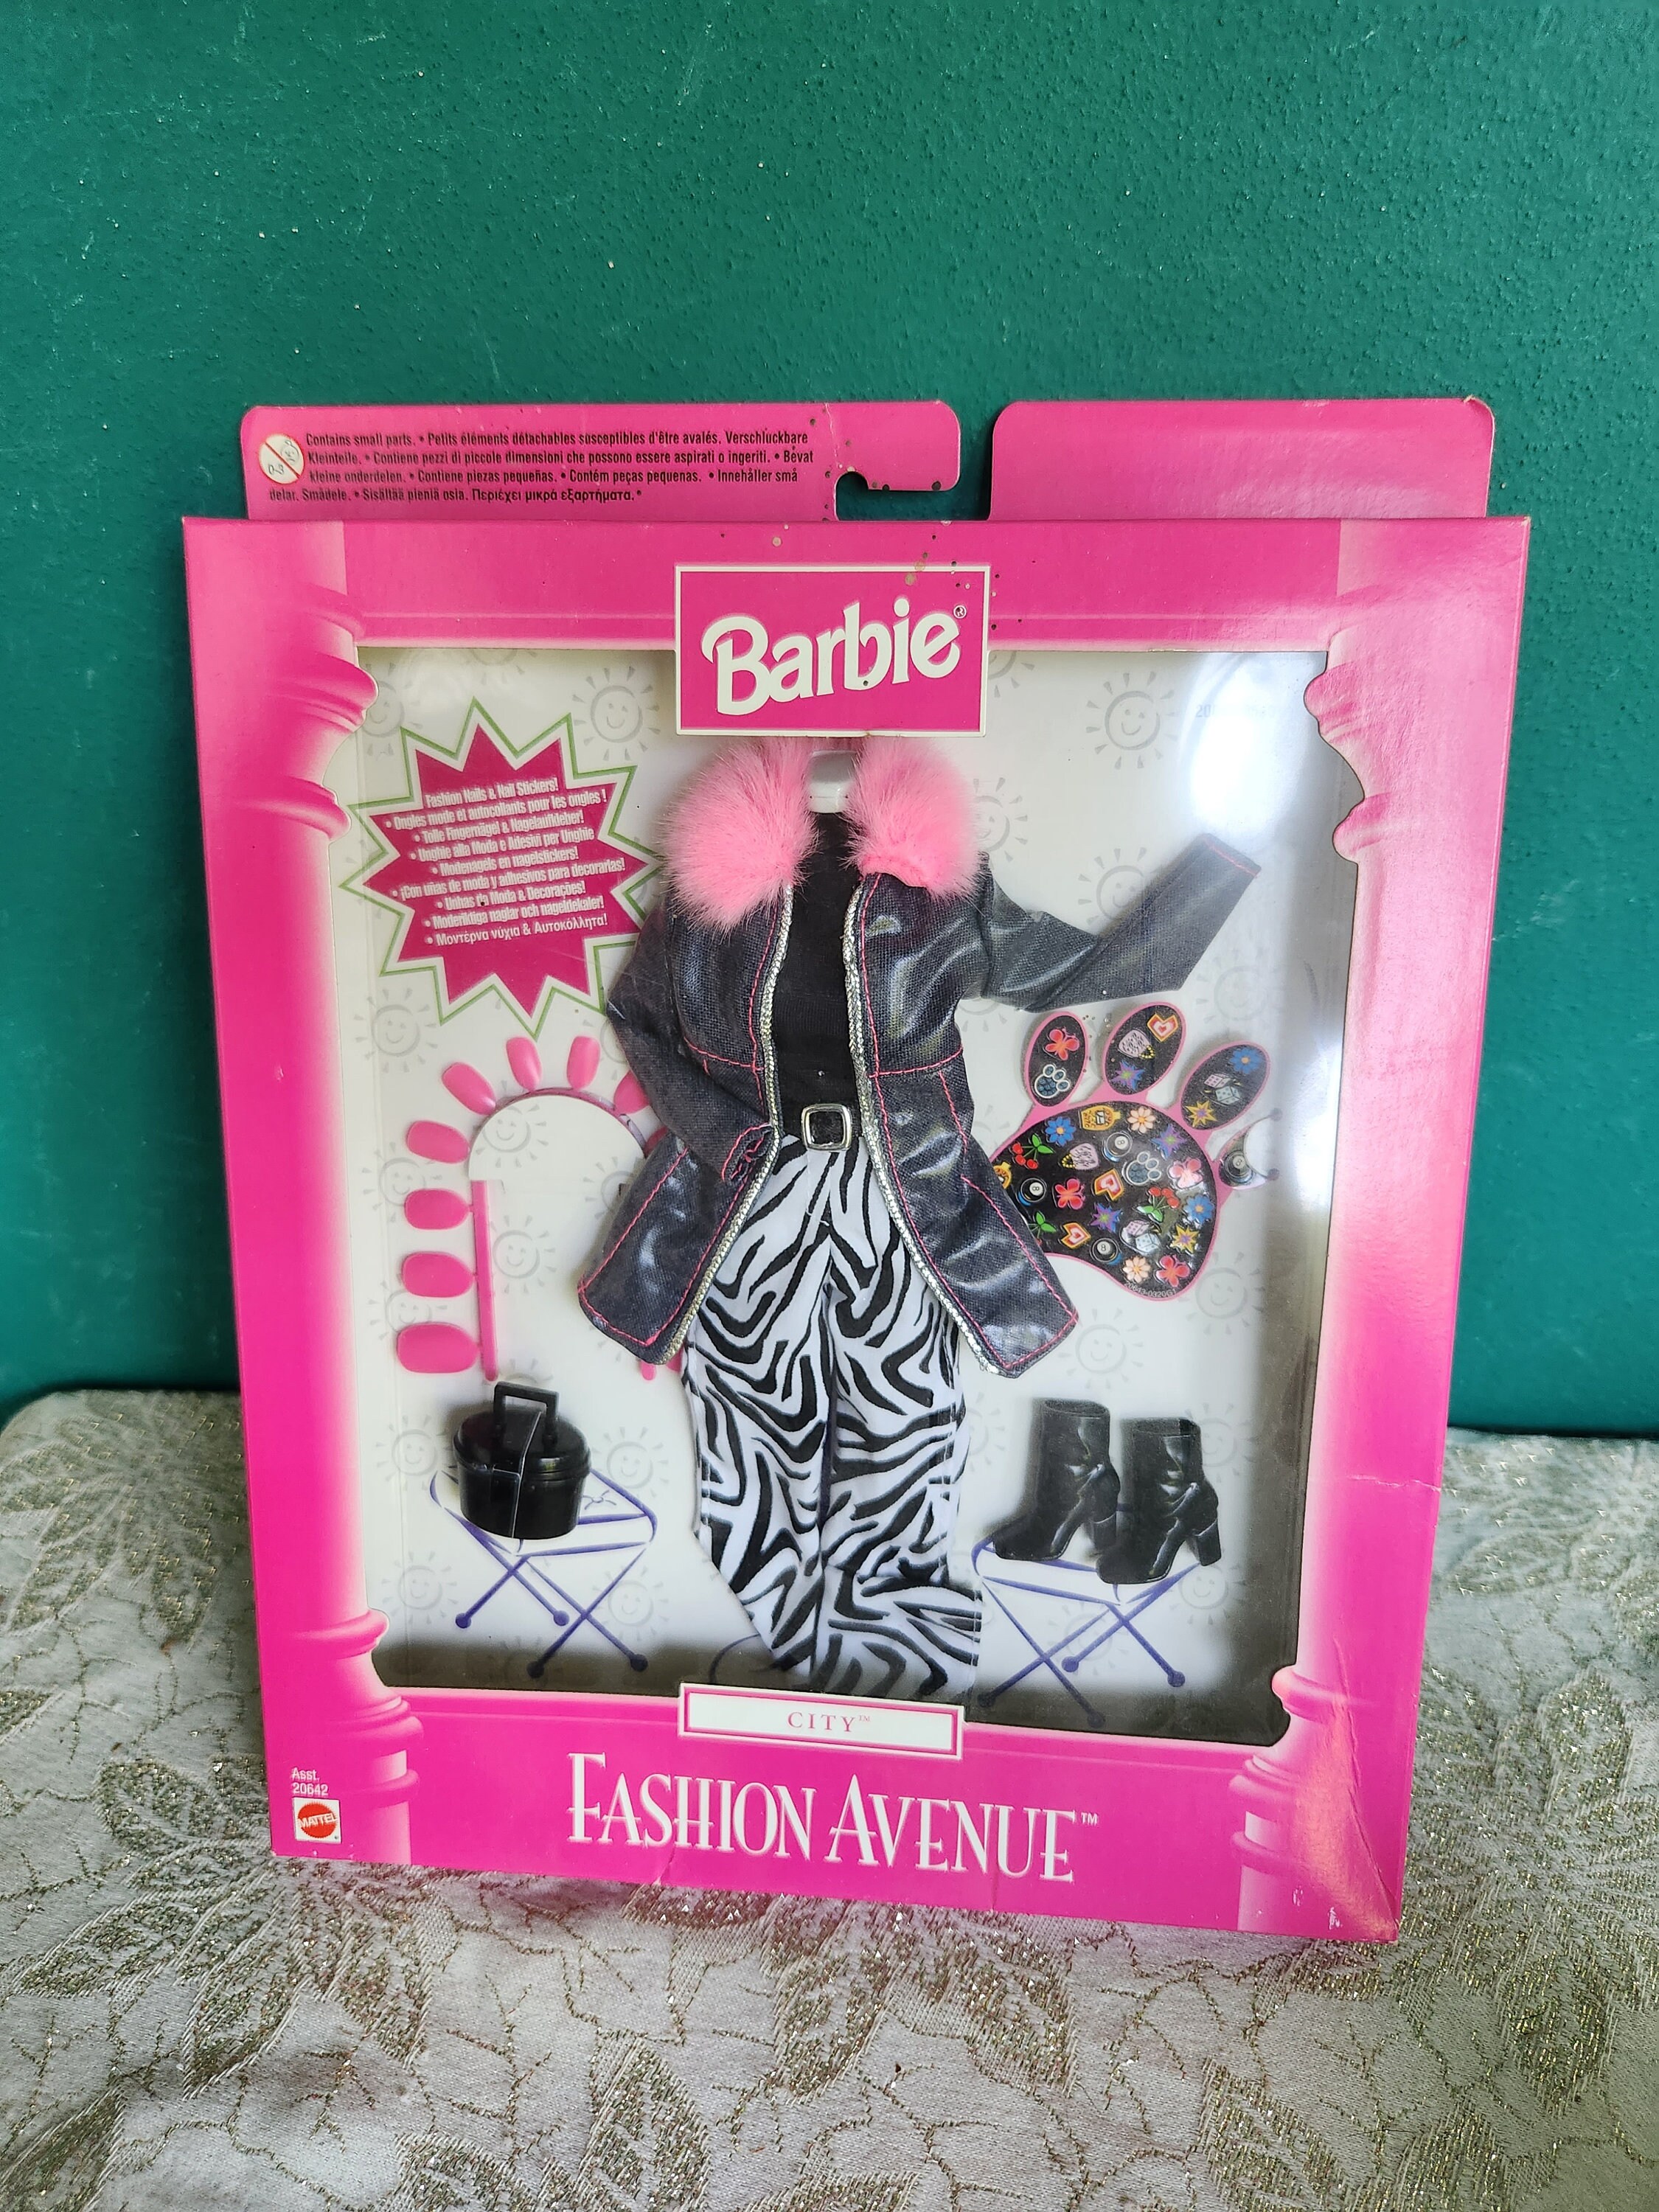 Contains small parts. • Petits éléments détachables susceptibles d'être avalés. Verschluckbare
Kleinteile. • Contiene pezzi di piccole dimensioni che possono essere aspirati o ingeriti. • Bevat
kleine onderdelen. • Contiene piezas pequeñas. • Contém peças pequenas. • Innehåller små
delar. Smådele. • Sisältää pieniä osia. Περιέχει μικρά εξαρτήματα. •
0-3
Barbie®
Fashion Nails & Nail Stickers!
• Ongles mode et autocollants pour les ongles !
• Tolle Fingernägel & Nagelaufkleber!
• Unghie alla Moda e Adesivi per Unghie
• Modenagels en nagelstickers!
• ¡Con uñas de moda y adhesivos para decorarlas!
• Unhas da Moda & Decorações!
• Moderiktiga naglar och nageldekaler!
• Μοντέρνα νύχια & Αυτοκόλλητα!
CITY™
FASHION AVENUE™
Asst.
20642
MATTEL